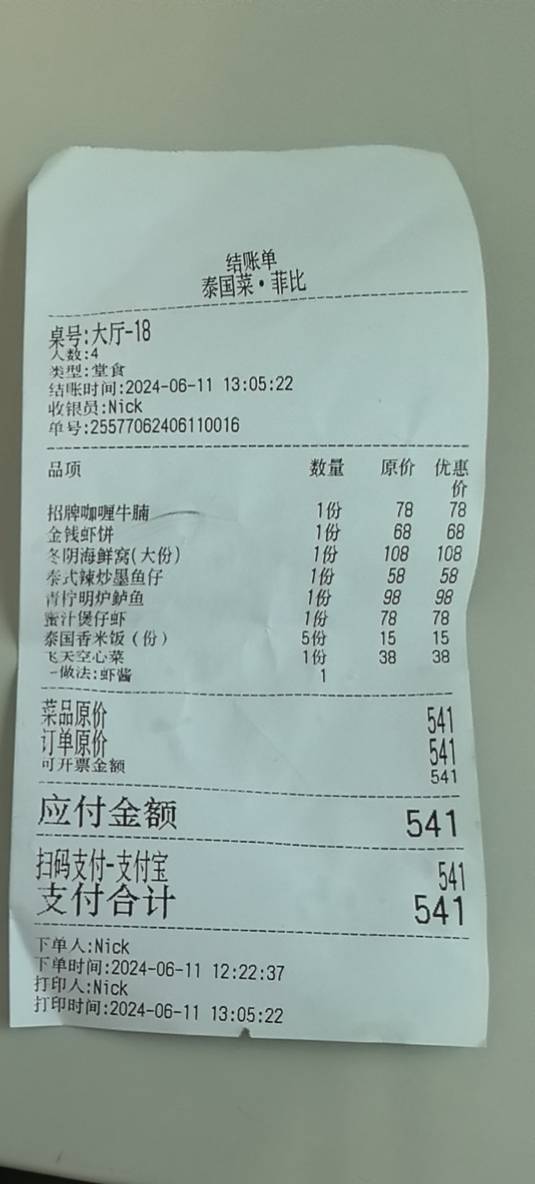 结账单
泰国菜·菲比
桌号:大厅-18
人数:4
类型:堂食
结账时间:2024-06-11 13:05:22
收银员:Nick
单号:25577062406110016
品项 数量 原价 优惠价
招牌咖喱牛腩 1份 78 78
金钱虾饼 1份 68 68
冬阴海鲜窝(大份) 1份 108 108
泰式辣炒墨鱼仔 1份 58 58
青柠明炉鲈鱼 1份 98 98
蜜汁煲仔虾 1份 78 78
泰国香米饭(份) 5份 15 15
飞天空心菜 1份 38 38
-做法:虾酱 1
菜品原价 541
订单原价 541
可开票金额 541
应付金额 541
扫码支付-支付宝 541
支付合计 541
下单人:Nick
下单时间:2024-06-11 12:22:37
打印人:Nick
打印时间:2024-06-11 13:05:22